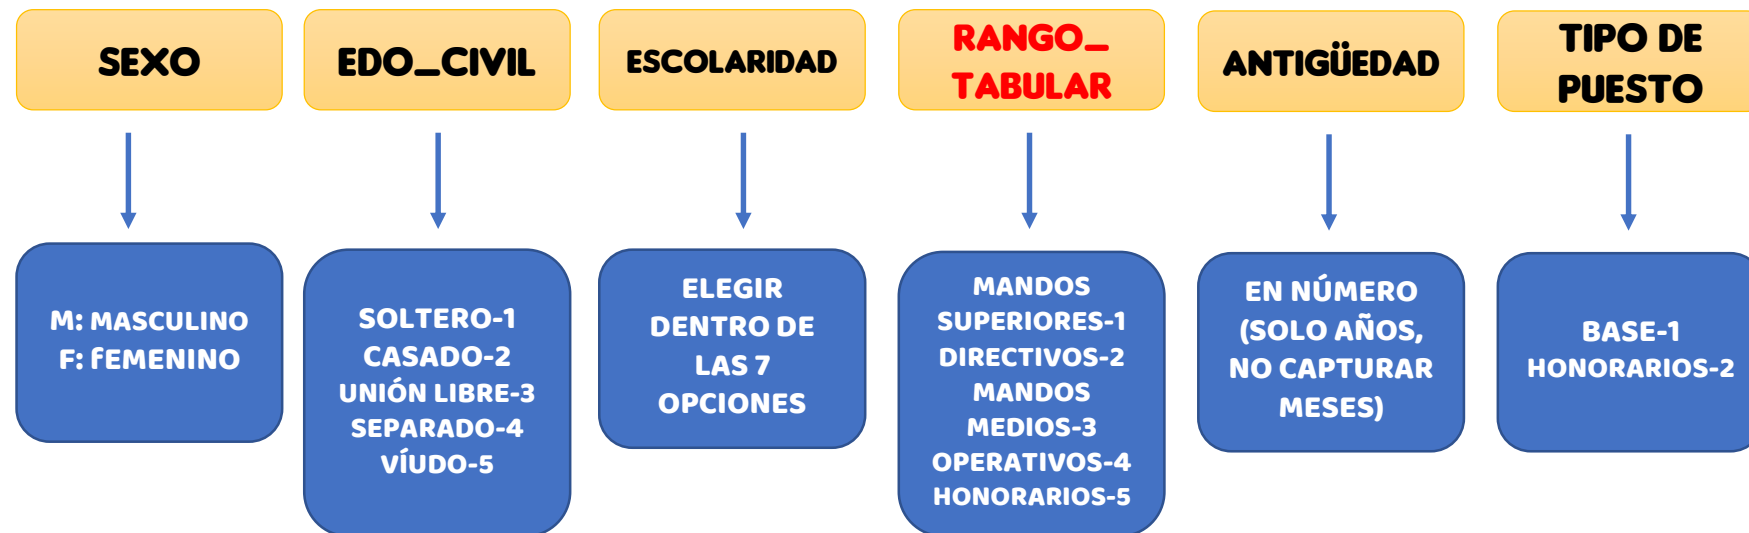 SEXO
EDO_CIVIL
ESCOLARIDAD
RANGO_
TABULAR
ANTIGÜEDAD
TIPO DE
PUESTO
M: MASCULINO
F: fEMENINO
SOLTERO-1
CASADO-2
UNIÓN LIBRE-3
SEPARADO-4
VÍUDO-5
ELEGIR
DENTRO DE
LAS 7
OPCIONES
MANDOS
SUPERIORES-1
DIRECTIVOS-2
MANDOS
MEDIOS-3
OPERATIVOS-4
HONORARIOS-5
EN NÚMERO
(SOLO AÑOS,
NO CAPTURAR
MESES)
BASE-1
HONORARIOS-2